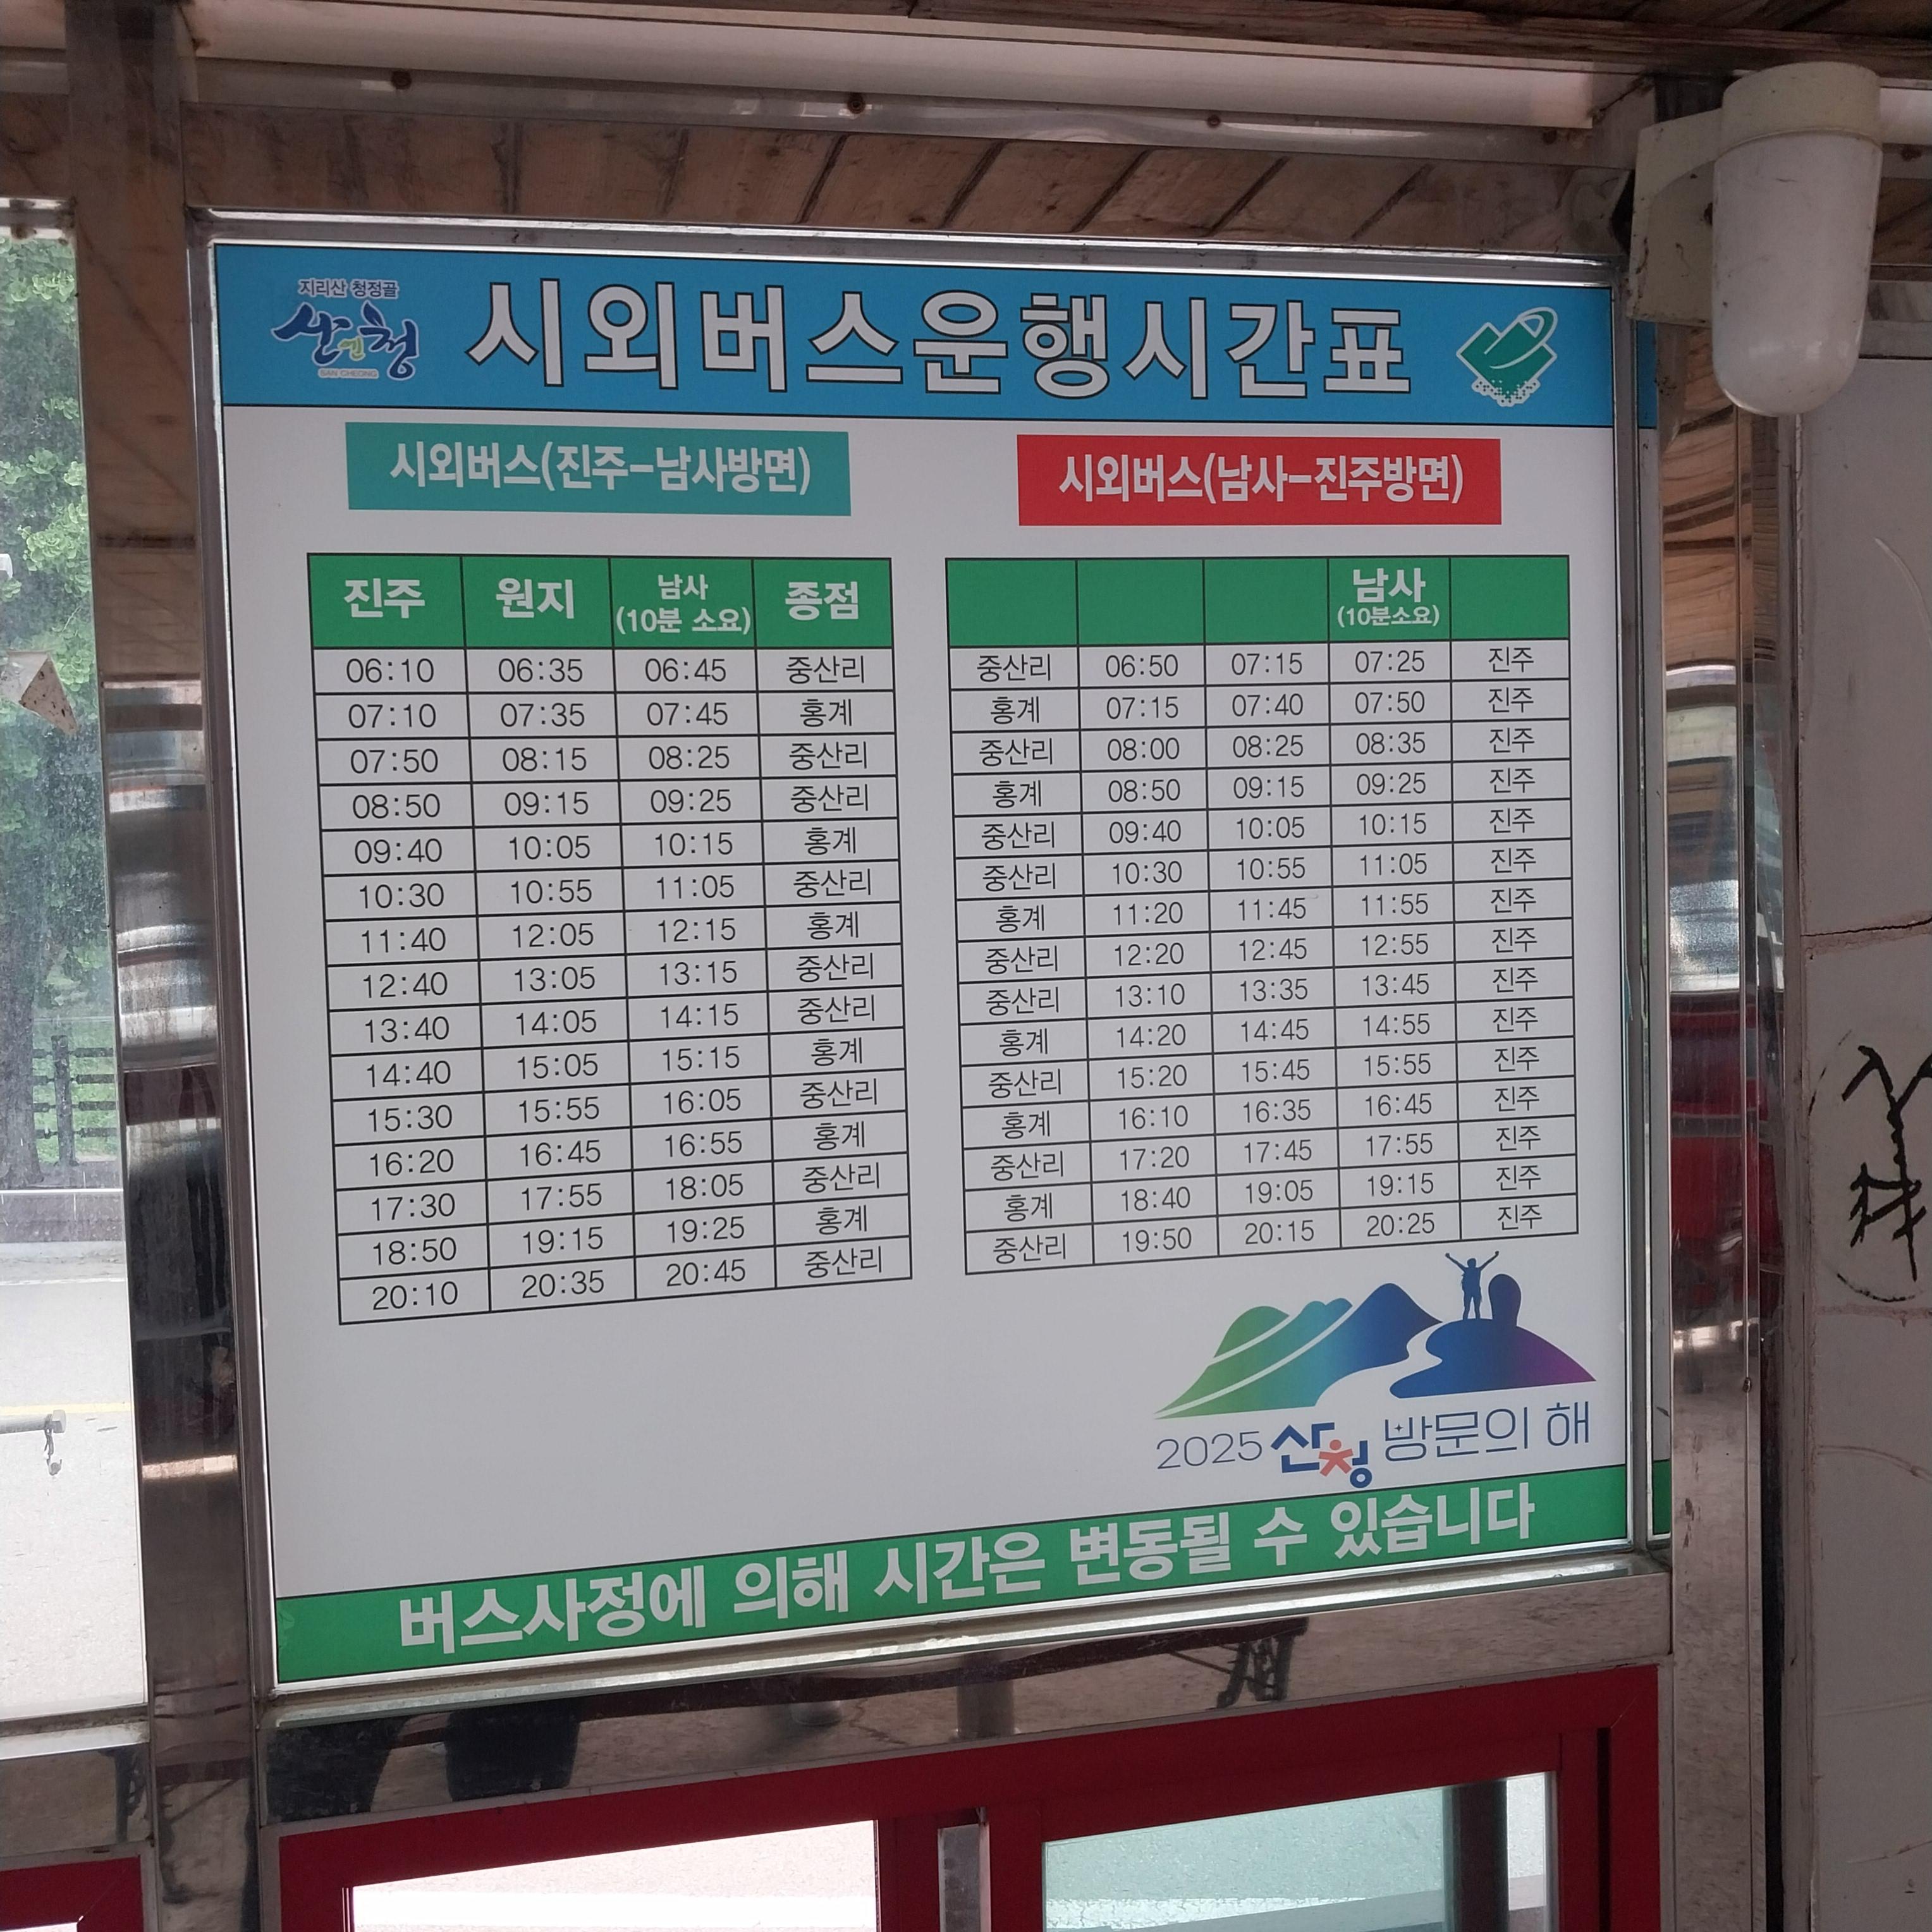 지리산 청정골
산엔청
SAN CHEONG
시외버스운행시간표
시외버스(진주-남사방면)
진주 원지 남사 (10분 소요) 종점
06:10 06:35 06:45 중산리
07:10 07:35 07:45 홍계
07:50 08:15 08:25 중산리
08:50 09:15 09:25 중산리
09:40 10:05 10:15 홍계
10:30 10:55 11:05 중산리
11:40 12:05 12:15 홍계
12:40 13:05 13:15 중산리
13:40 14:05 14:15 중산리
14:40 15:05 15:15 홍계
15:30 15:55 16:05 중산리
16:20 16:45 16:55 홍계
17:30 17:55 18:05 중산리
18:50 19:15 19:25 홍계
20:10 20:35 20:45 중산리
시외버스(남사-진주방면)
남사
(10분소요)
중산리 06:50 07:15 07:25 진주
홍계 07:15 07:40 07:50 진주
중산리 08:00 08:25 08:35 진주
홍계 08:50 09:15 09:25 진주
중산리 09:40 10:05 10:15 진주
중산리 10:30 10:55 11:05 진주
홍계 11:20 11:45 11:55 진주
중산리 12:20 12:45 12:55 진주
중산리 13:10 13:35 13:45 진주
홍계 14:20 14:45 14:55 진주
중산리 15:20 15:45 15:55 진주
홍계 16:10 16:35 16:45 진주
중산리 17:20 17:45 17:55 진주
홍계 18:40 19:05 19:15 진주
중산리 19:50 20:15 20:25 진주
2025 산청 방문의 해
버스사정에 의해 시간은 변동될 수 있습니다